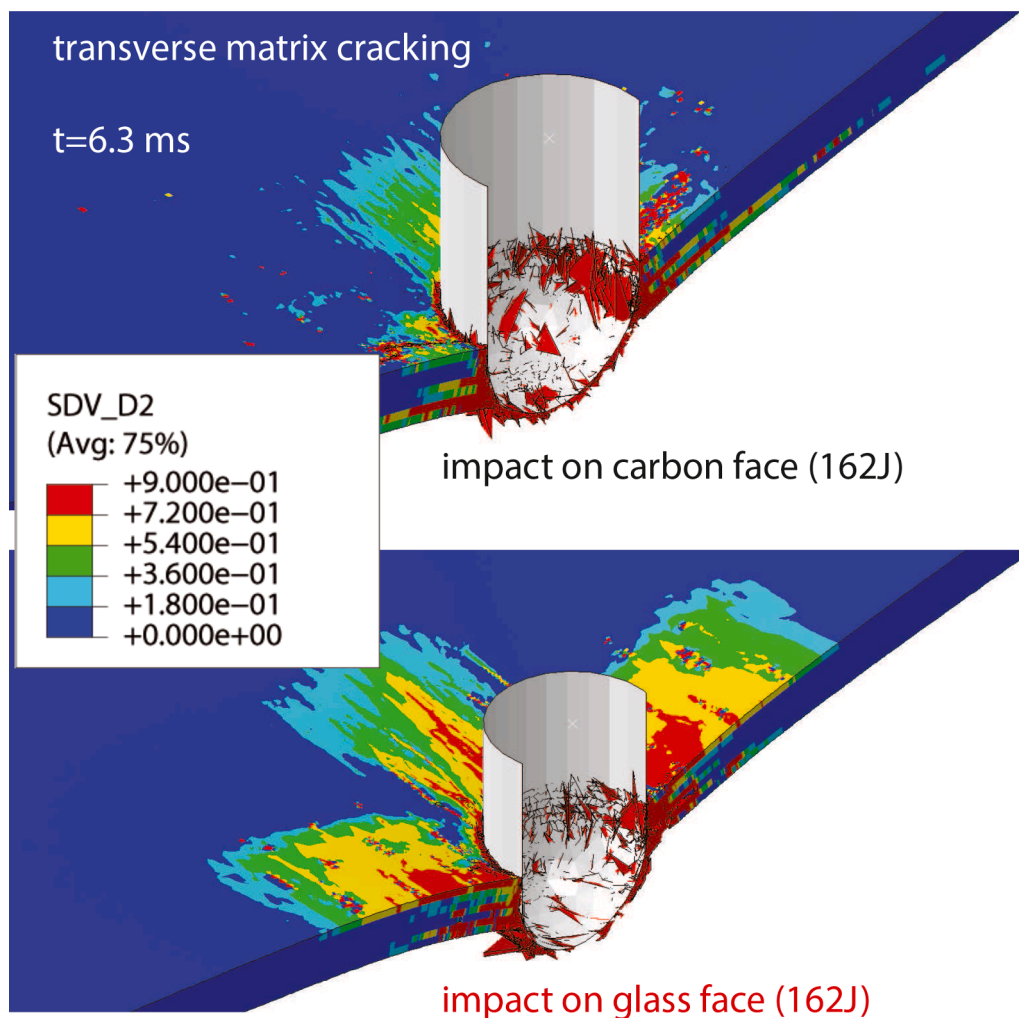 transverse matrix cracking
t=6.3 ms
SDV_D2
(Avg: 75%)
+9.000e−01
+7.200e−01
+5.400e−01
+3.600e−01
+1.800e−01
+0.000e+00
impact on carbon face (162J)
impact on glass face (162J)